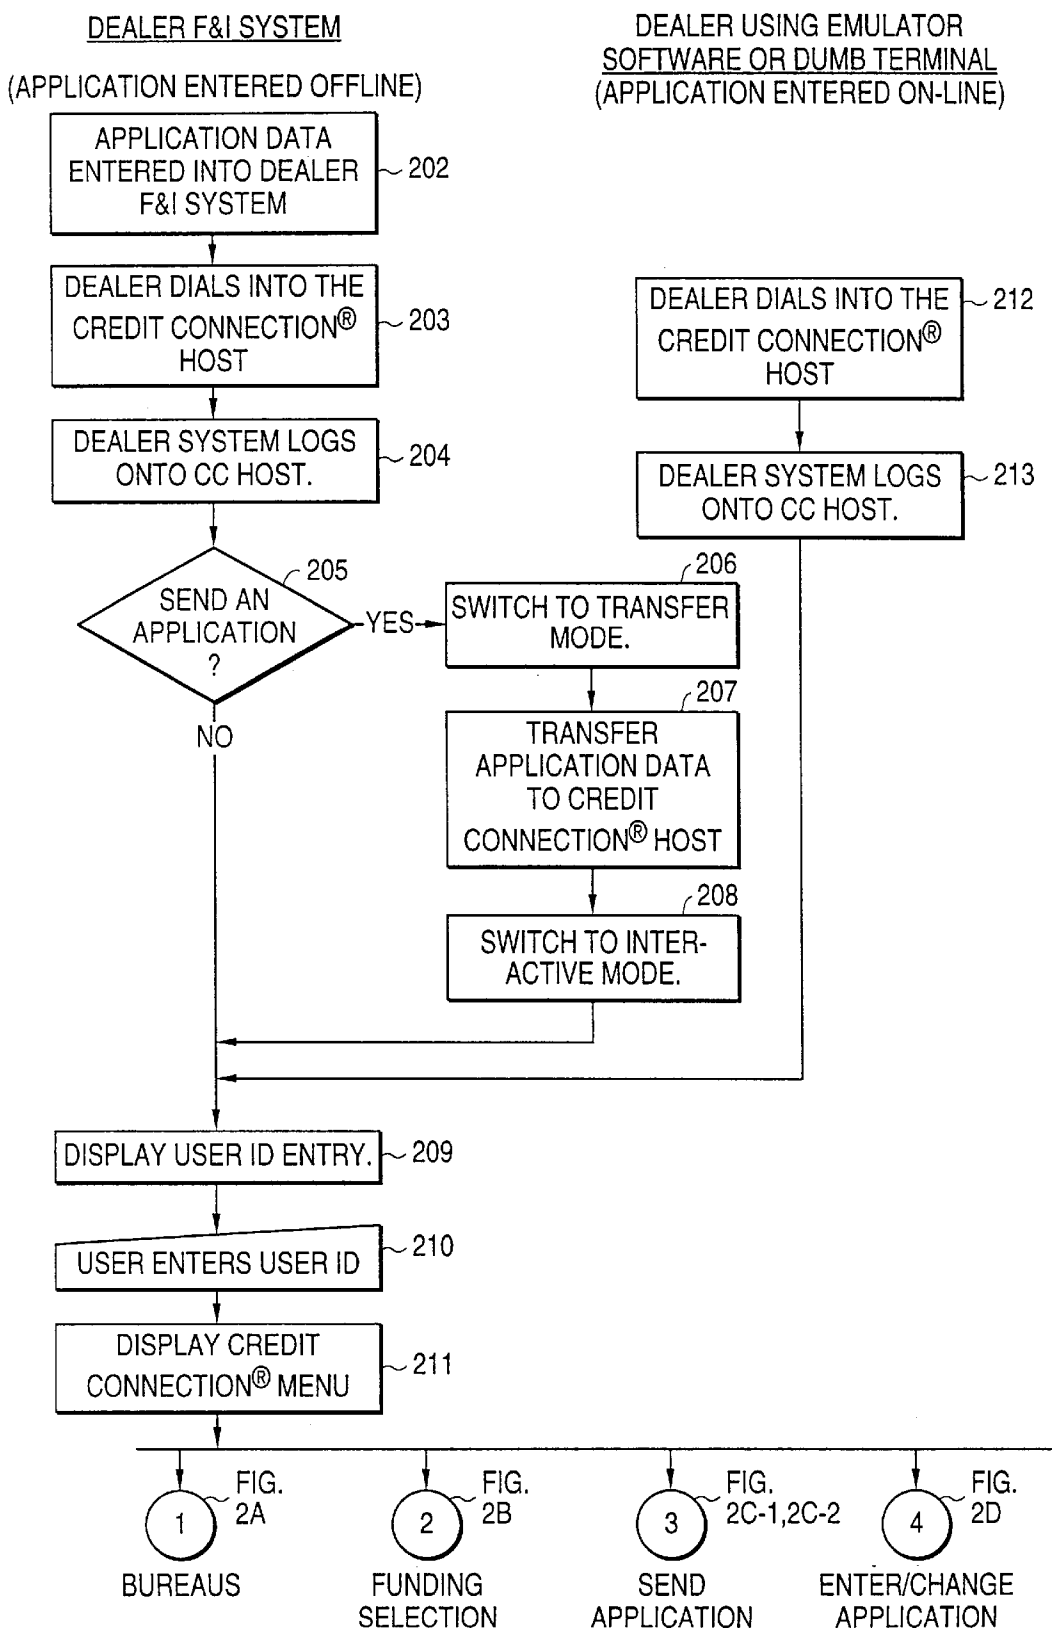 DEALER F&I SYSTEM
(APPLICATION ENTERED OFFLINE)
DEALER USING EMULATOR
SOFTWARE OR DUMB TERMINAL
(APPLICATION ENTERED ON-LINE)
APPLICATION DATA
ENTERED INTO DEALER
F&I SYSTEM
202
DEALER DIALS INTO THE
CREDIT CONNECTION®
HOST
203
DEALER DIALS INTO THE
CREDIT CONNECTION®
HOST
212
DEALER SYSTEM LOGS
ONTO CC HOST.
204
DEALER SYSTEM LOGS
ONTO CC HOST.
213
SEND AN
APPLICATION
?
205
YES
NO
SWITCH TO TRANSFER
MODE.
206
TRANSFER
APPLICATION DATA
TO CREDIT
CONNECTION® HOST
207
SWITCH TO INTER-
ACTIVE MODE.
208
DISPLAY USER ID ENTRY.
209
USER ENTERS USER ID
210
DISPLAY CREDIT
CONNECTION® MENU
211
1
FIG.
2A
BUREAUS
2
FIG.
2B
FUNDING
SELECTION
3
FIG.
2C-1,2C-2
SEND
APPLICATION
4
FIG.
2D
ENTER/CHANGE
APPLICATION